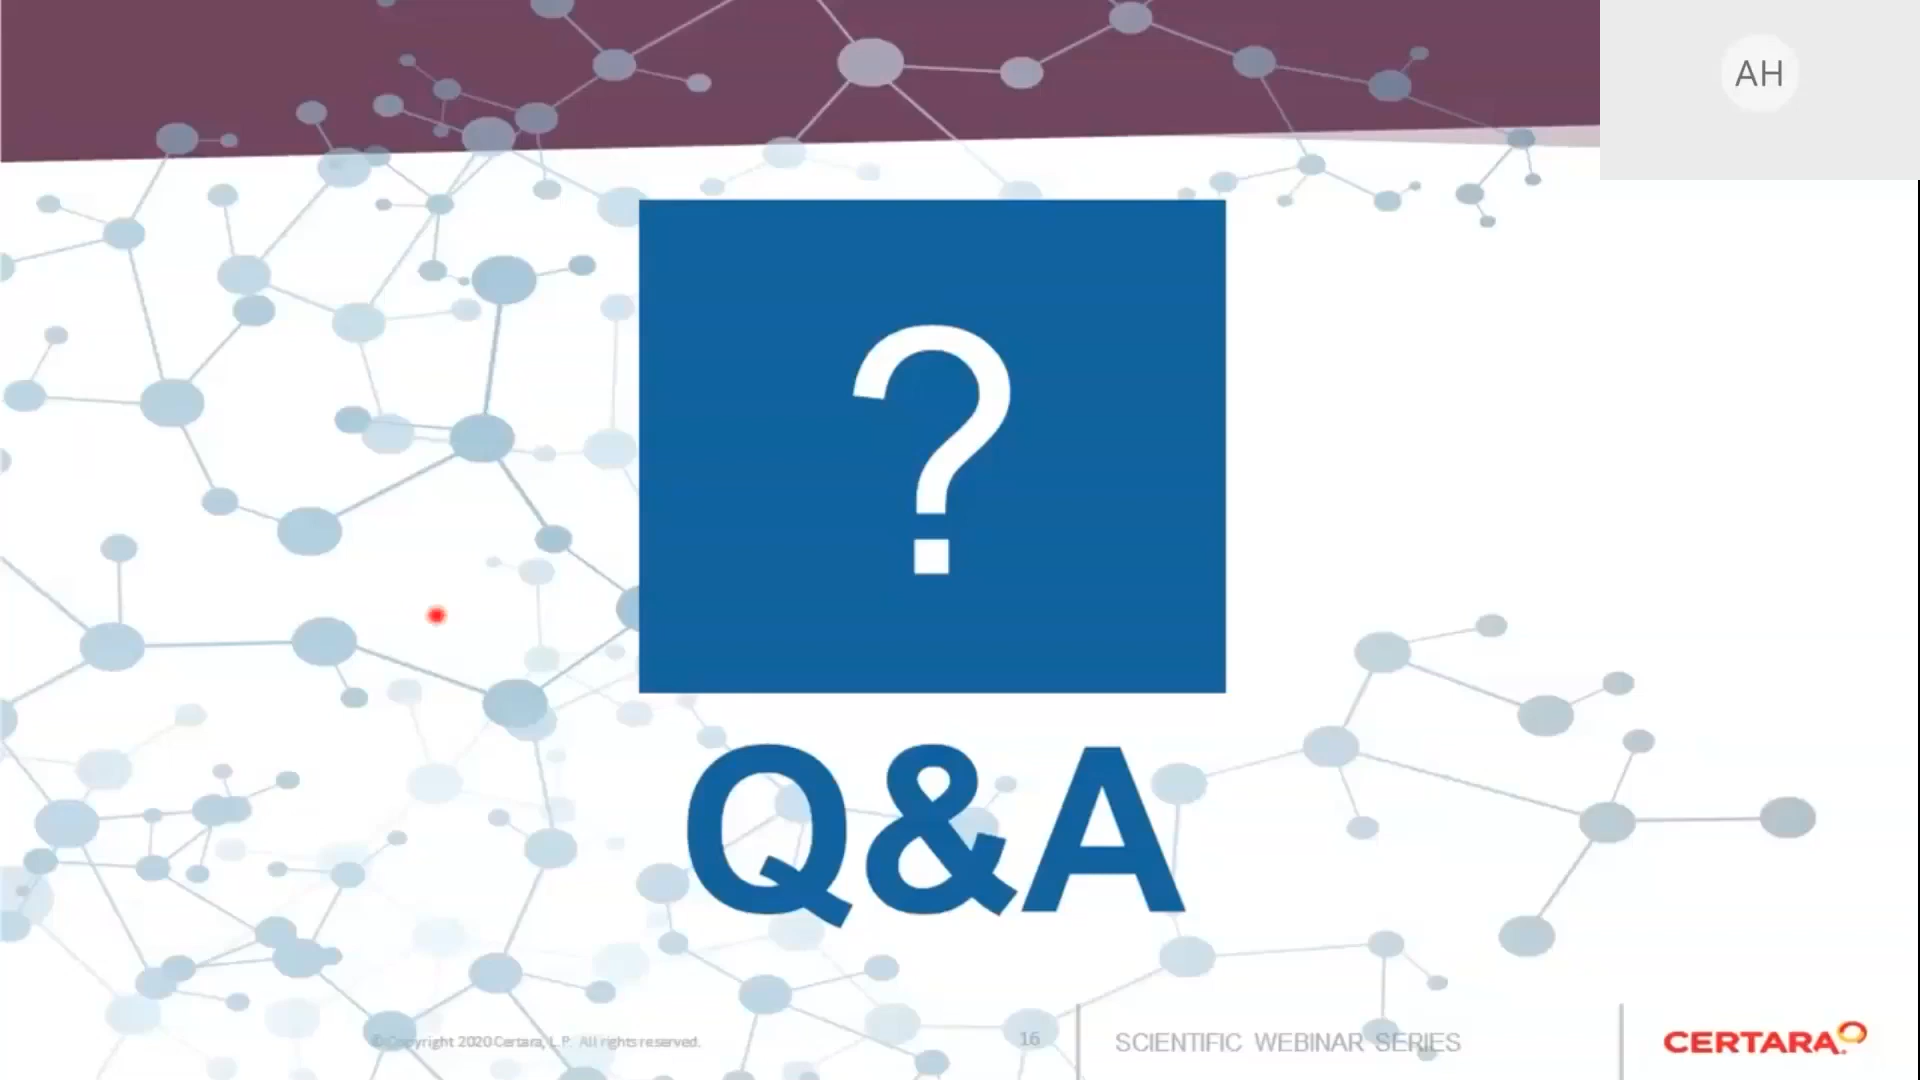 AH
?
Q&A
© Copyright 2020 Certara, L.P. All rights reserved.
16
SCIENTIFIC WEBINAR SERIES
CERTARA